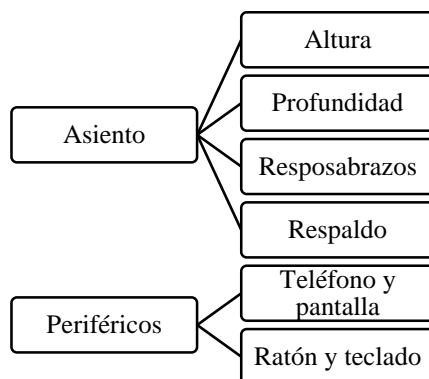 Asiento
Altura
Profundidad
Resposabrazos
Respaldo
Periféricos
Teléfono y
pantalla
Ratón y teclado